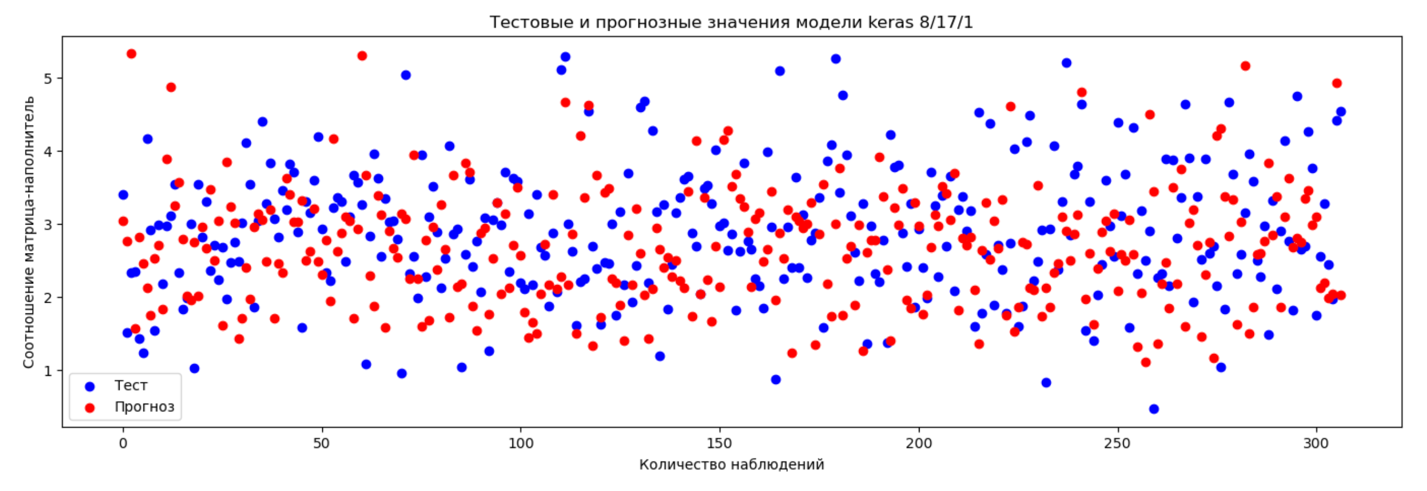 Тестовые и прогнозные значения модели keras 8/17/1
Соотношение матрица-наполнитель
5
4
3
2
1
Тест
Прогноз
0 50 100 150 200 250 300
Количество наблюдений